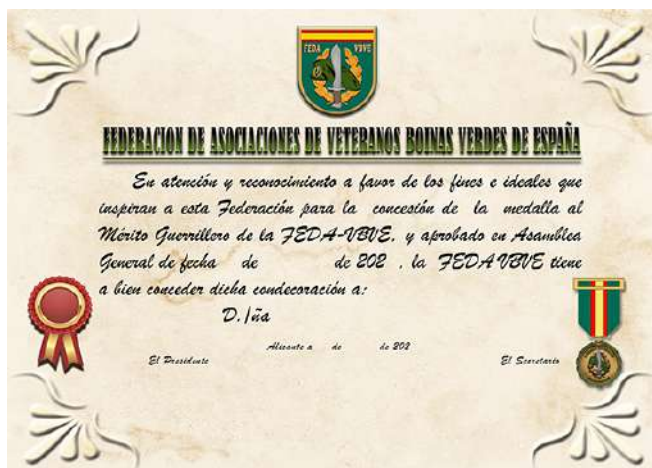 FEDA VBVE
FEDERACION DE ASOCIACIONES DE VETERANOS BOINAS VERDES DE ESPAÑA
En atención y reconocimiento a favor de los fines e ideales que
inspiran a esta Federación para la concesión de la medalla al
Mérito Guerrillero de la FEDA-VBVE, y aprobado en Asamblea
General de fecha de de 202 , la FEDA VBVE tiene
a bien conceder dicha condecoración a:
D./ña
Alicante a de de 202
El Presidente El Secretario